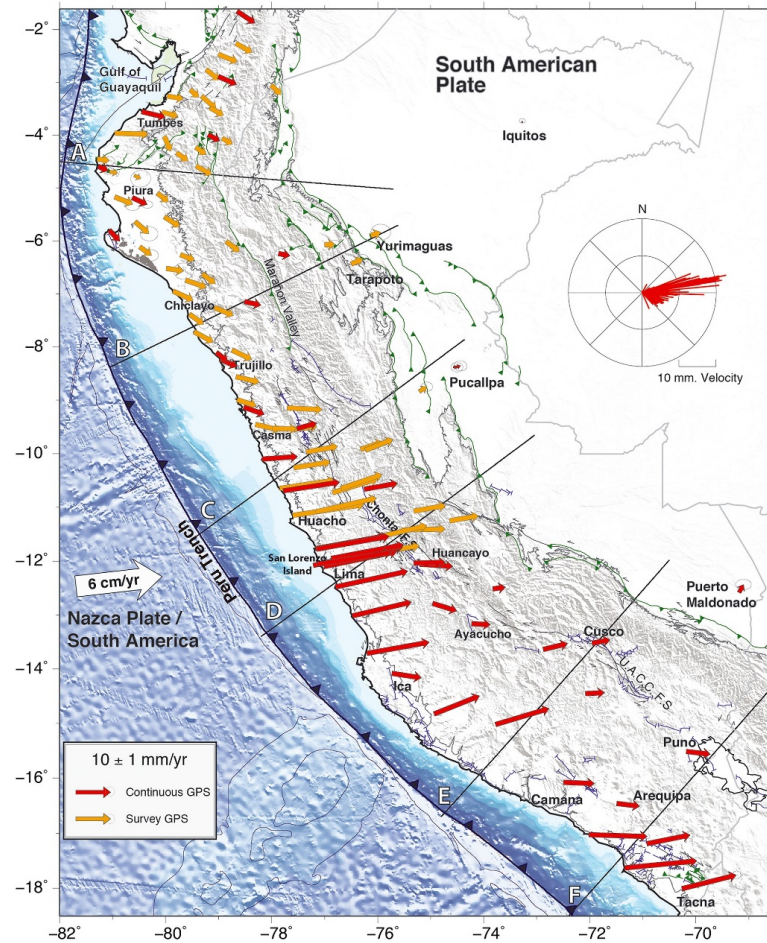 −2°
−4°
−6°
−8°
−10°
−12°
−14°
−16°
−18°
−82
−80
−78
−76
−74
−72
−70
South American
Plate
Gulf of
Guayaquil
Tumbes
Iquitos
A
Piura
N
Yurimaguas
Tarapoto
Marañon Valley
Chiclayo
B
Trujillo
Pucallpa
10 mm. Velocity
Casma
C
Huacho
Chonta F.S.
Peru Trench
San Lorenzo
Island
Lima
Huancayo
6 cm/yr
Puerto
Maldonado
D
Nazca Plate /
South America
Ayacucho
Cusco
Ica
U.A.C.C.F.S
Puno
10 ± 1 mm/yr
Continuous GPS
Survey GPS
E
Camana
Arequipa
F
Tacna